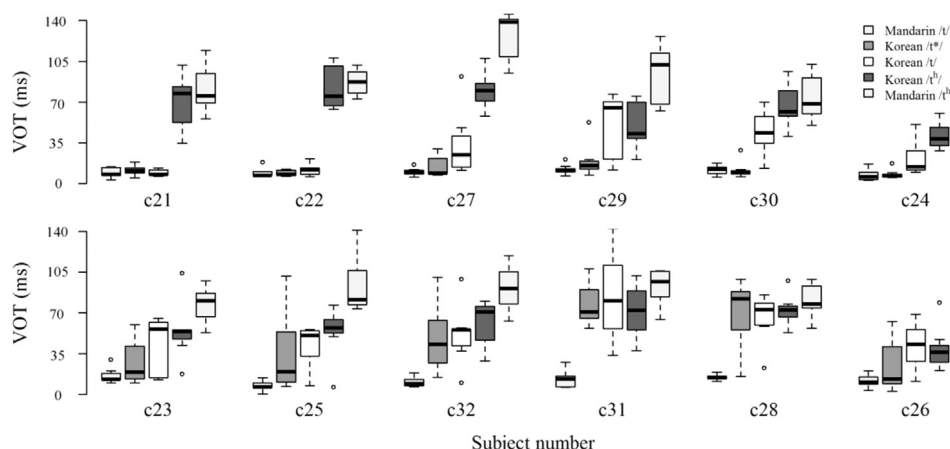 140
105
70
35
0
VOT (ms)
Mandarin /t/
Korean /t*/
Korean /t/
Korean /tʰ/
Mandarin /tʰ
c21 c22 c27 c29 c30 c24
140
105
70
35
0
VOT (ms)
c23 c25 c32 c31 c28 c26
Subject number